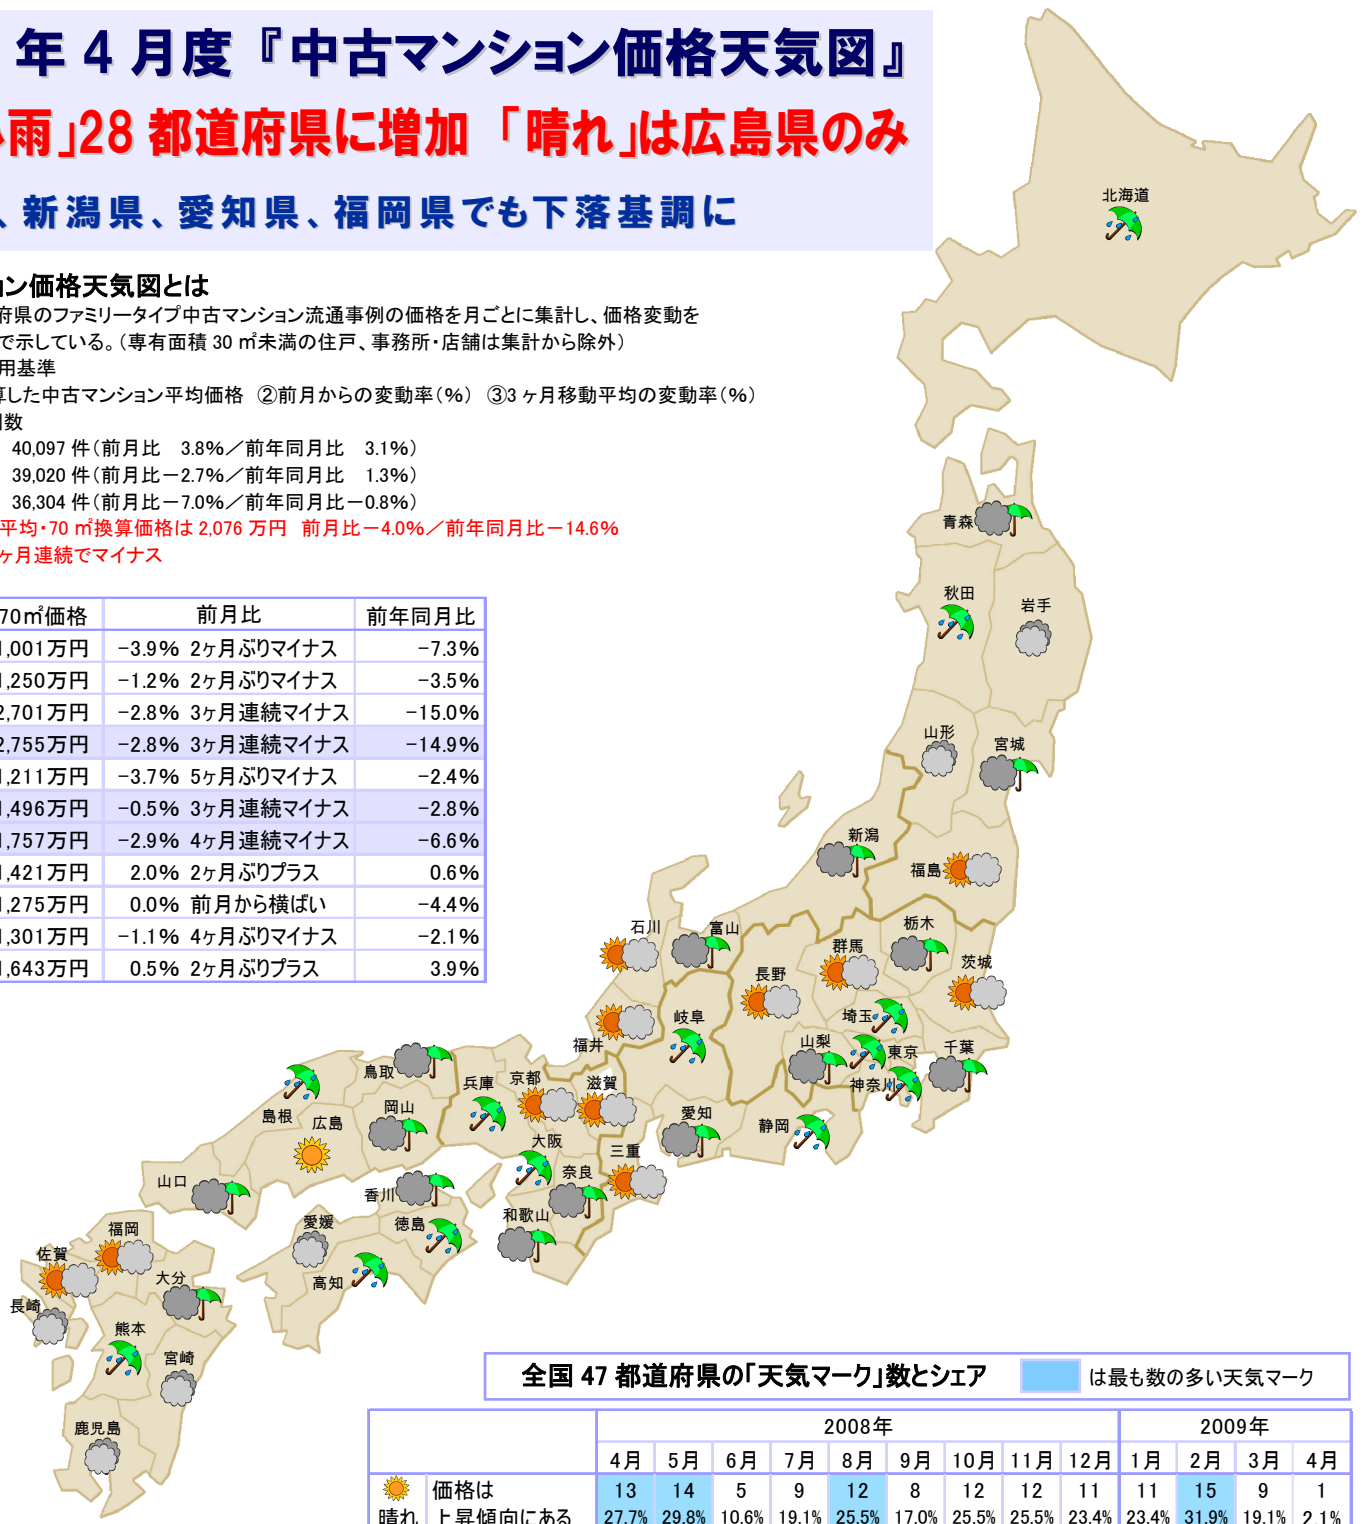 年 4 月度『中古マンション価格天気図』
雨」28 都道府県に増加 「晴れ」は広島県のみ
、新潟県、愛知県、福岡県でも下落基調に
ン価格天気図とは
府県のファミリータイプ中古マンション流通事例の価格を月ごとに集計し、価格変動を
で示している。（専有面積 30 ㎡未満の住戸、事務所・店舗は集計から除外）
用基準
算した中古マンション平均価格 ②前月からの変動率（%） ③3 ヶ月移動平均の変動率（%）
数
40,097 件（前月比 3.8%／前年同月比 3.1%）
39,020 件（前月比－2.7%／前年同月比 1.3%）
36,304 件（前月比－7.0%／前年同月比－0.8%）
平均・70 ㎡換算価格は 2,076 万円 前月比－4.0%／前年同月比－14.6%
ヶ月連続でマイナス
70㎡価格 前月比 前年同月比
,001万円 -3.9% 2ヶ月ぶりマイナス -7.3%
,250万円 -1.2% 2ヶ月ぶりマイナス -3.5%
2,701万円 -2.8% 3ヶ月連続マイナス -15.0%
2,755万円 -2.8% 3ヶ月連続マイナス -14.9%
,211万円 -3.7% 5ヶ月ぶりマイナス -2.4%
,496万円 -0.5% 3ヶ月連続マイナス -2.8%
,757万円 -2.9% 4ヶ月連続マイナス -6.6%
,421万円 2.0% 2ヶ月ぶりプラス 0.6%
,275万円 0.0% 前月から横ばい -4.4%
,301万円 -1.1% 4ヶ月ぶりマイナス -2.1%
,643万円 0.5% 2ヶ月ぶりプラス 3.9%
北海道
青森
秋田
岩手
山形
宮城
新潟
福島
石川
富山
栃木
群馬
茨城
長野
埼玉
岐阜
福井
山梨
東京
千葉
神奈川
鳥取
兵庫
京都
滋賀
島根
広島
岡山
愛知
静岡
大阪
三重
奈良
山口
香川
和歌山
愛媛
徳島
福岡
佐賀
大分
高知
長崎
熊本
宮崎
鹿児島
全国 47 都道府県の「天気マーク」数とシェア は最も数の多い天気マーク
2008年 2009年
4月 5月 6月 7月 8月 9月 10月 11月 12月 1月 2月 3月 4月
価格は 13 14 5 9 12 8 12 12 11 11 15 9 1
晴れ 上昇傾向にある 27.7% 29.8% 10.6% 19.1% 25.5% 17.0% 25.5% 25.5% 23.4% 23.4% 31.9% 19.1% 2.1%